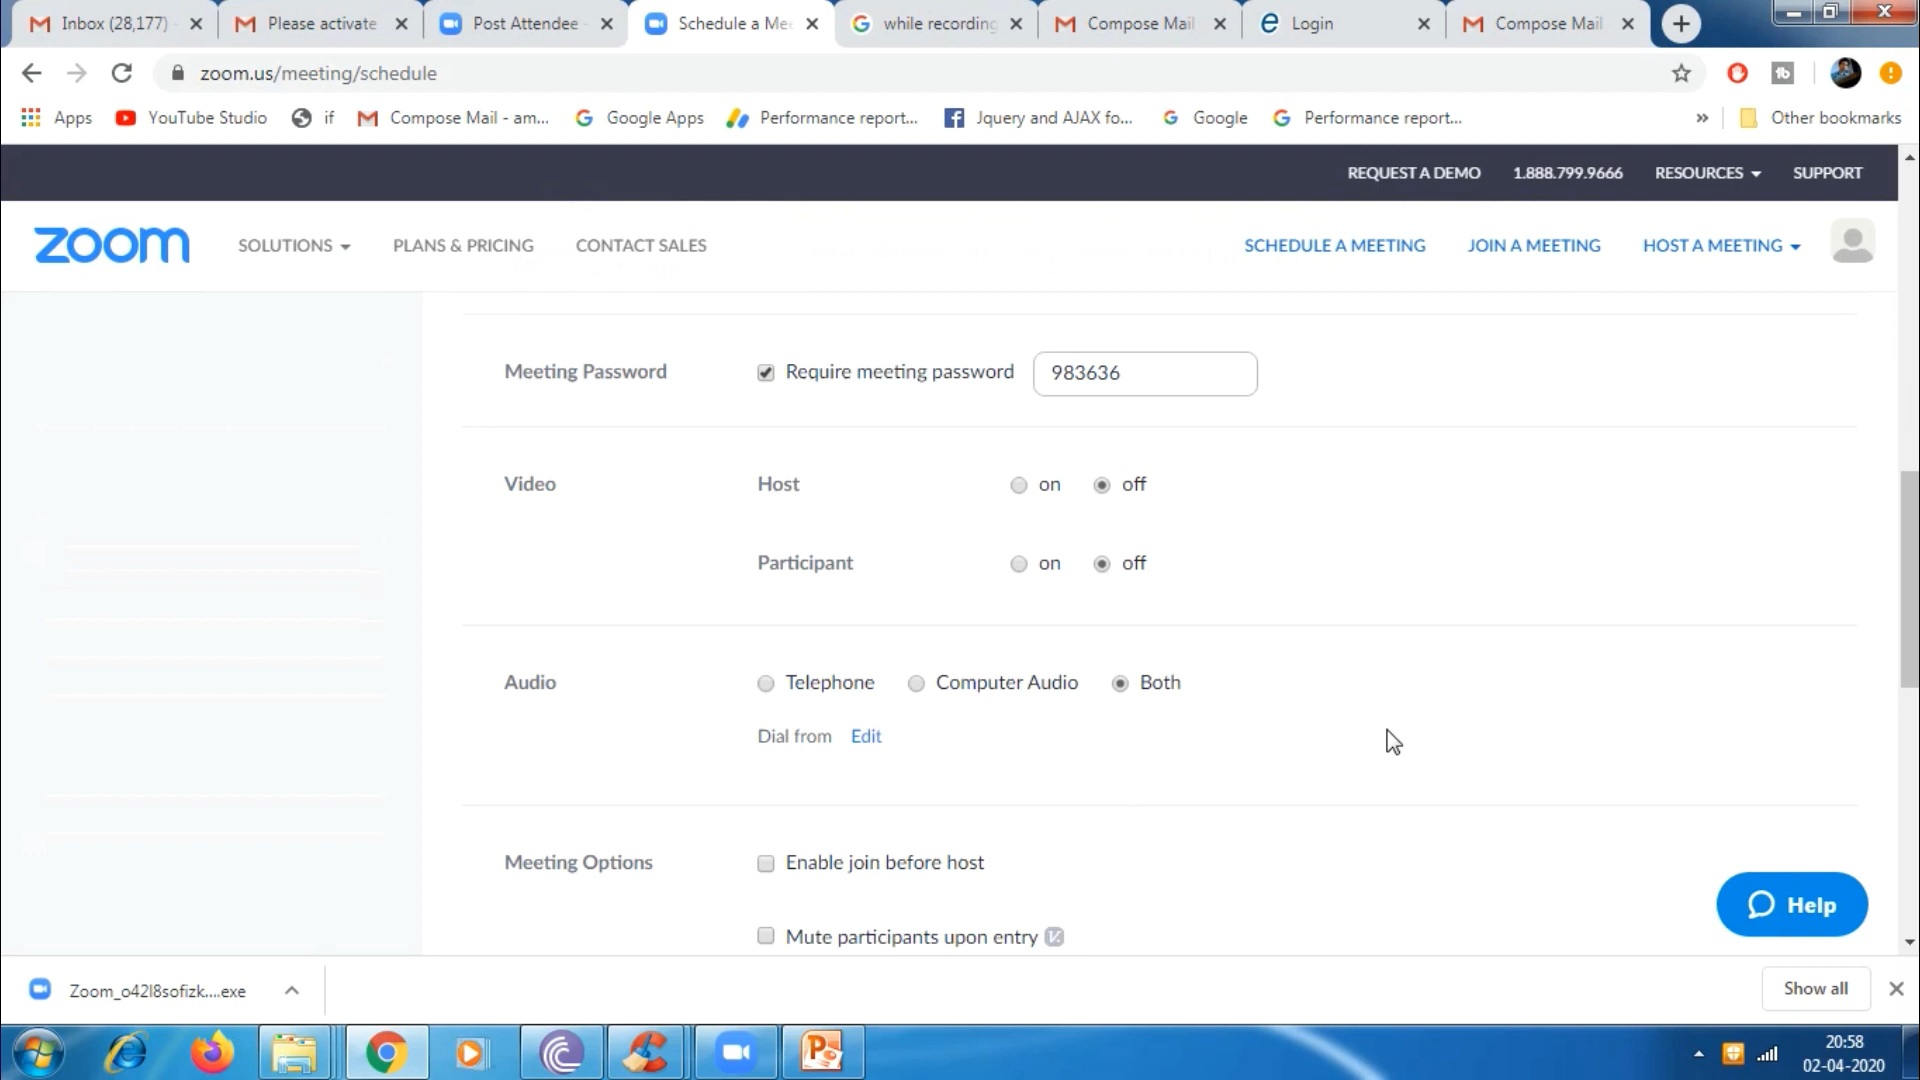 Inbox (28,177)
Please activate
Post Attendee -
Schedule a Mee
while recording
Compose Mail
Login
Compose Mail
zoom.us/meeting/schedule
Apps
YouTube Studio
if
Compose Mail - am...
Google Apps
Performance report...
Jquery and AJAX fo...
Google
Performance report...
»
Other bookmarks
REQUEST A DEMO
1.888.799.9666
RESOURCES
SUPPORT
zoom
SOLUTIONS
PLANS & PRICING
CONTACT SALES
SCHEDULE A MEETING
JOIN A MEETING
HOST A MEETING
Meeting Password
Require meeting password
983636
Video
Host
on
off
Participant
on
off
Audio
Telephone
Computer Audio
Both
Dial from
Edit
Meeting Options
Enable join before host
Mute participants upon entry
Help
Zoom_o42l8sofizk....exe
Show all
20:58
02-04-2020